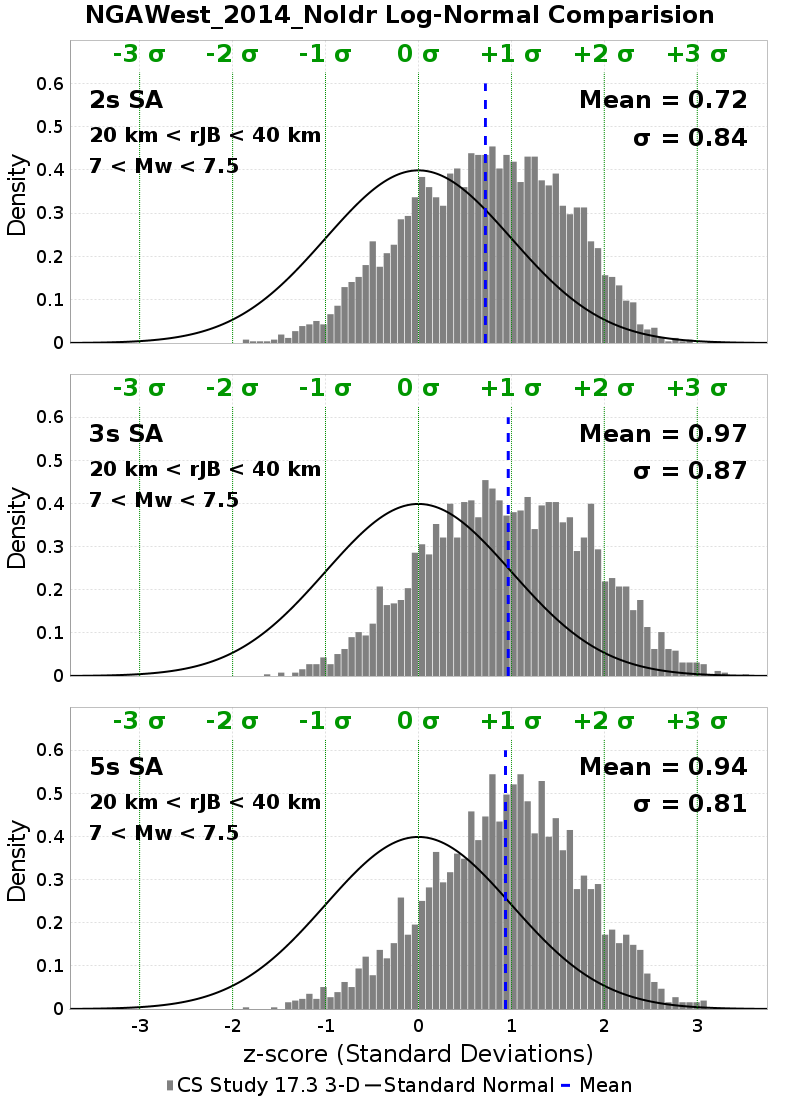 NGAWest_2014_NoIdr Log-Normal Comparision
-3 σ -2 σ -1 σ 0 σ +1 σ +2 σ +3 σ
2s SA
Mean = 0.72
20 km < rJB < 40 km
σ = 0.84
7 < Mw < 7.5
Density
0.6
0.5
0.4
0.3
0.2
0.1
0
-3 σ -2 σ -1 σ 0 σ +1 σ +2 σ +3 σ
3s SA
Mean = 0.97
20 km < rJB < 40 km
σ = 0.87
7 < Mw < 7.5
Density
0.6
0.5
0.4
0.3
0.2
0.1
0
-3 σ -2 σ -1 σ 0 σ +1 σ +2 σ +3 σ
5s SA
Mean = 0.94
20 km < rJB < 40 km
σ = 0.81
7 < Mw < 7.5
Density
0.6
0.5
0.4
0.3
0.2
0.1
0
-3 -2 -1 0 1 2 3
z-score (Standard Deviations)
CS Study 17.3 3-D Standard Normal Mean